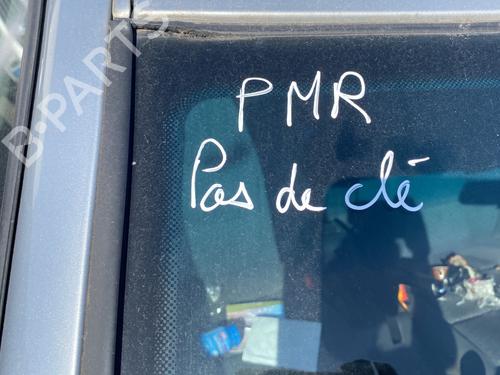 B-PARTS
PMR
Pas de clé